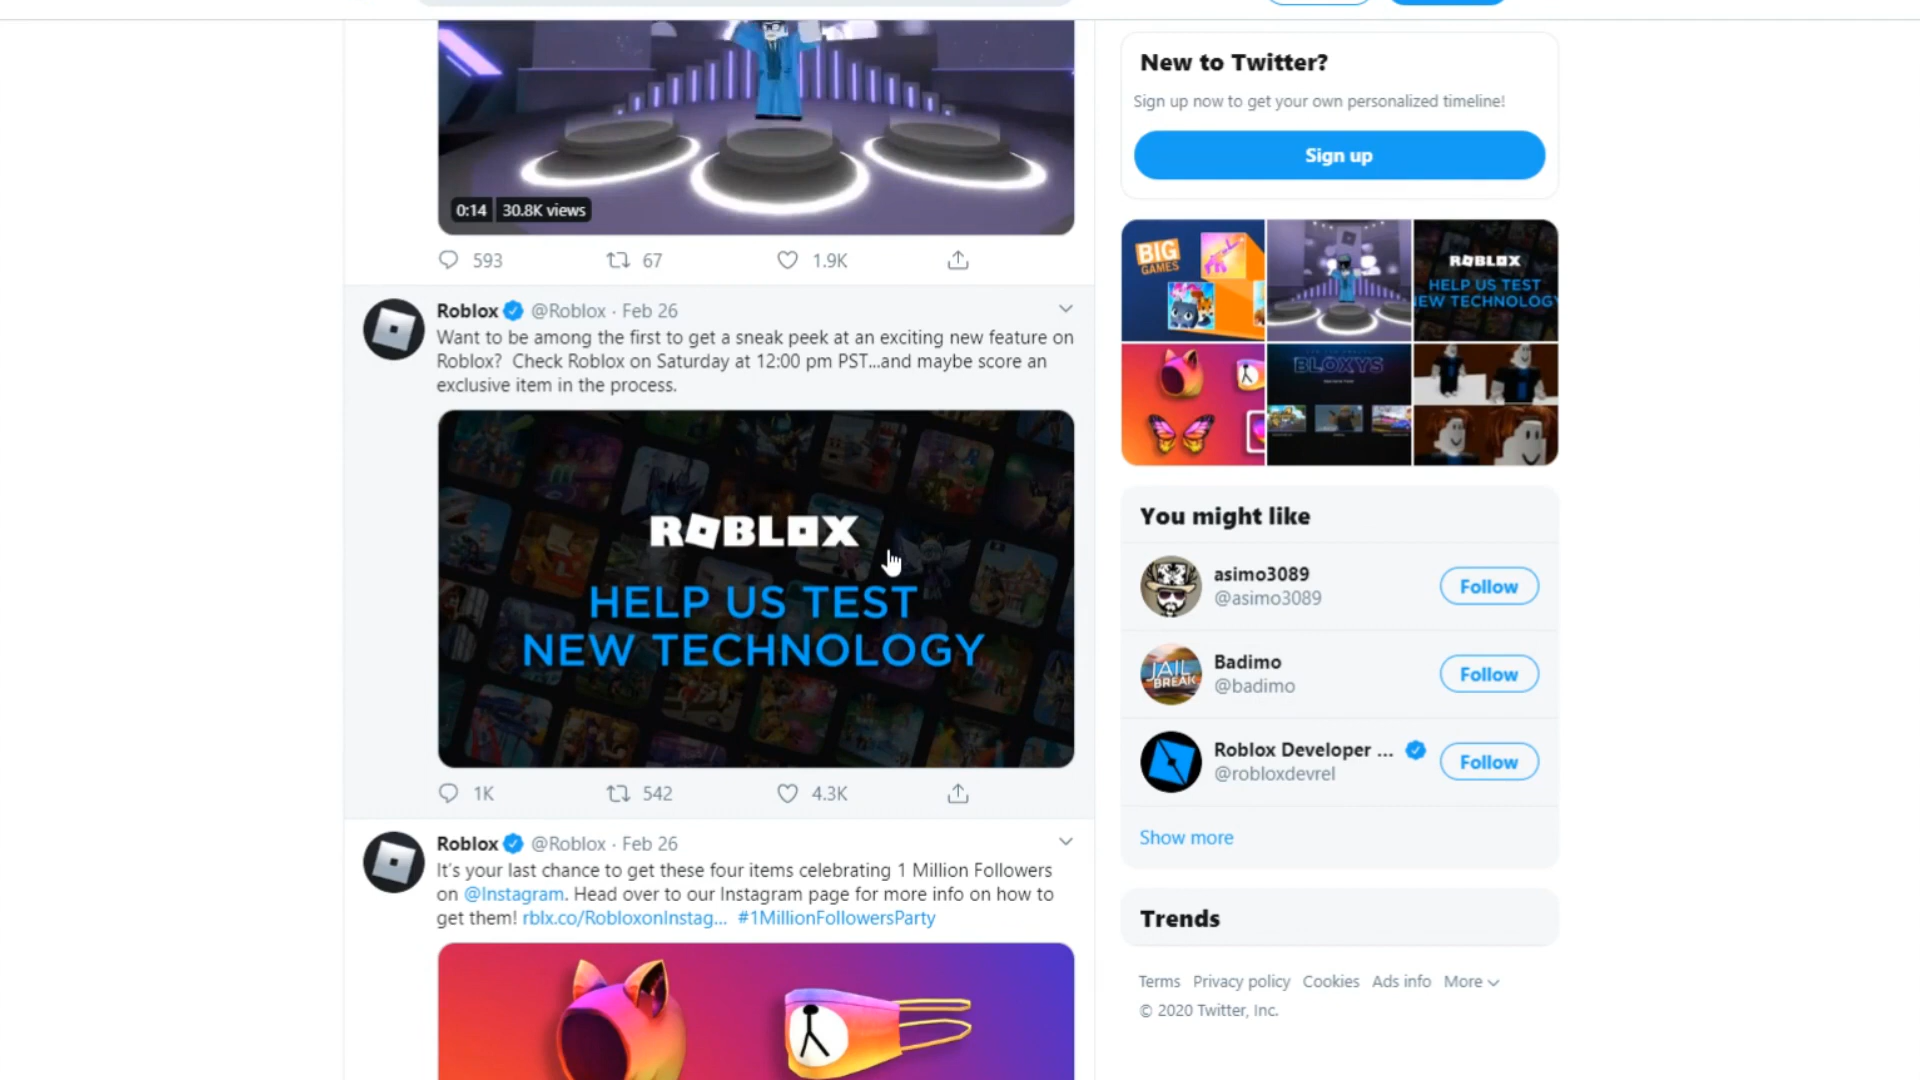 New to Twitter?
Sign up now to get your own personalized timeline!
Sign up
0:14 30.8K views
593 67 1.9K
Roblox @Roblox · Feb 26
Want to be among the first to get a sneak peek at an exciting new feature on
Roblox? Check Roblox on Saturday at 12:00 pm PST...and maybe score an
exclusive item in the process.
ROBLOX
HELP US TEST
NEW TECHNOLOGY
1K 542 4.3K
Roblox @Roblox · Feb 26
It's your last chance to get these four items celebrating 1 Million Followers
on @Instagram. Head over to our Instagram page for more info on how to
get them! rblx.co/RobloxonInstag... #1MillionFollowersParty
BIG
GAMES
ROBLOX
HELP US TEST
NEW TECHNOLOGY
BLOXYS
You might like
asimo3089
@asimo3089
Follow
JAIL
BREAK
Badimo
@badimo
Follow
Roblox Developer ...
@robloxdevrel
Follow
Show more
Trends
Terms Privacy policy Cookies Ads info More
© 2020 Twitter, Inc.